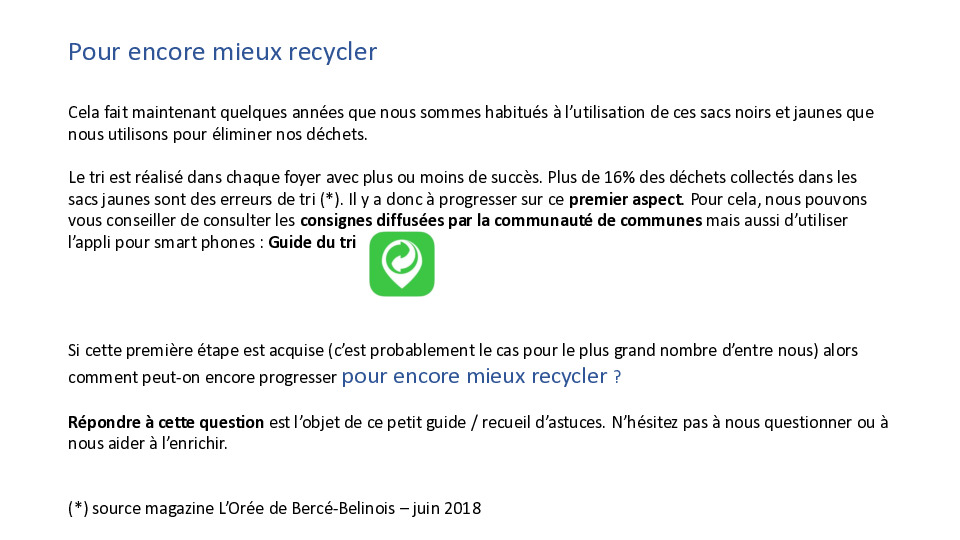 Pour encore mieux recycler
Cela fait maintenant quelques années que nous sommes habitués à l’utilisation de ces sacs noirs et jaunes que
nous utilisons pour éliminer nos déchets.
Le tri est réalisé dans chaque foyer avec plus ou moins de succès. Plus de 16% des déchets collectés dans les
sacs jaunes sont des erreurs de tri (*). Il y a donc à progresser sur ce premier aspect. Pour cela, nous pouvons
vous conseiller de consulter les consignes diffusées par la communauté de communes mais aussi d’utiliser
l’appli pour smart phones : Guide du tri
Si cette première étape est acquise (c’est probablement le cas pour le plus grand nombre d’entre nous) alors
comment peut-on encore progresser pour encore mieux recycler ?
Répondre à cette question est l’objet de ce petit guide / recueil d’astuces. N’hésitez pas à nous questionner ou à
nous aider à l’enrichir.
(*) source magazine L’Orée de Bercé-Belinois – juin 2018